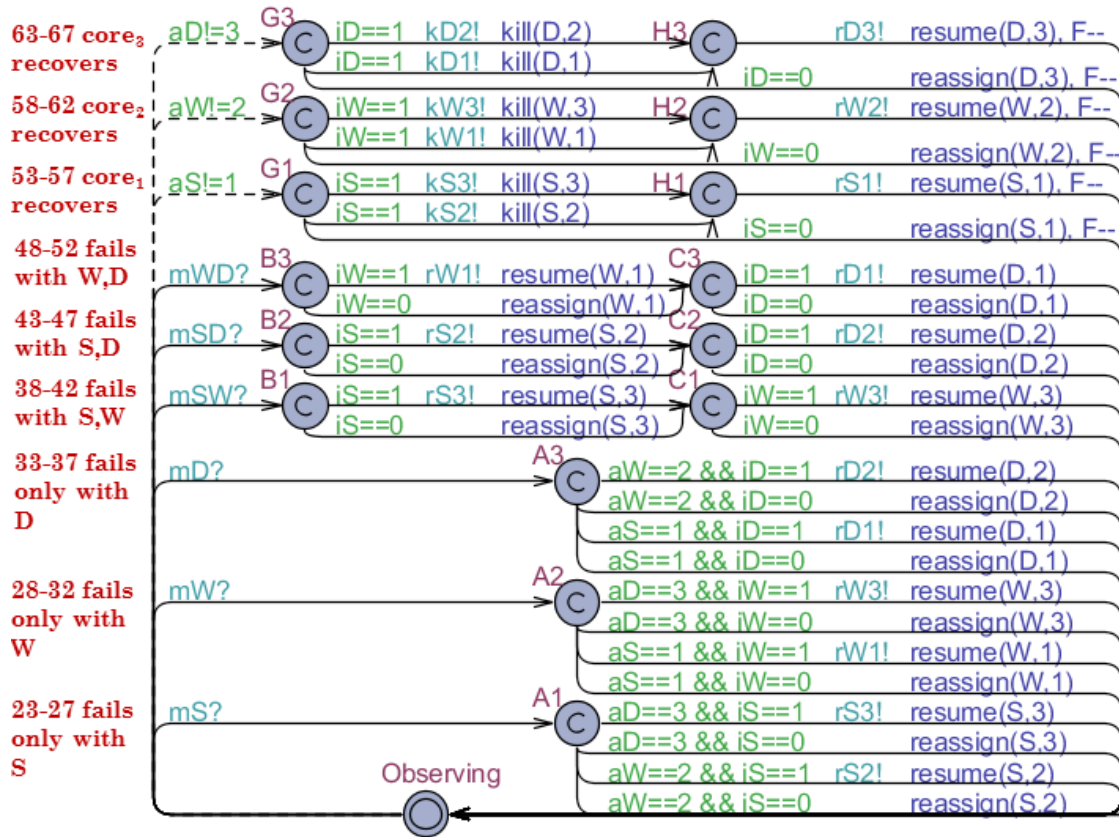 63-67 core₃ recovers
aD!=3 G3 C iD==1 kD2! kill(D,2) H3 C rD3! resume(D,3), F--
iD==1 kD1! kill(D,1)
iD==0 reassign(D,3), F--
58-62 core₂ recovers
aW!=2 G2 C iW==1 kW3! kill(W,3) H2 C rW2! resume(W,2), F--
iW==1 kW1! kill(W,1)
iW==0 reassign(W,2), F--
53-57 core₁ recovers
aS!=1 G1 C iS==1 kS3! kill(S,3) H1 C rS1! resume(S,1), F--
iS==1 kS2! kill(S,2)
iS==0 reassign(S,1), F--
48-52 fails with W,D
mWD? B3 C iW==1 rW1! resume(W,1) C3 C iD==1 rD1! resume(D,1)
iW==0 reassign(W,1) iD==0 reassign(D,1)
43-47 fails with S,D
mSD? B2 C iS==1 rS2! resume(S,2) C2 C iD==1 rD2! resume(D,2)
iS==0 reassign(S,2) iD==0 reassign(D,2)
38-42 fails with S,W
mSW? B1 C iS==1 rS3! resume(S,3) C1 C iW==1 rW3! resume(W,3)
iS==0 reassign(S,3) iW==0 reassign(W,3)
33-37 fails only with D
mD? A3 C aW==2 && iD==1 rD2! resume(D,2)
aW==2 && iD==0 reassign(D,2)
aS==1 && iD==1 rD1! resume(D,1)
aS==1 && iD==0 reassign(D,1)
28-32 fails only with W
mW? A2 C aD==3 && iW==1 rW3! resume(W,3)
aD==3 && iW==0 reassign(W,3)
aS==1 && iW==1 rW1! resume(W,1)
aS==1 && iW==0 reassign(W,1)
23-27 fails only with S
mS? A1 C aD==3 && iS==1 rS3! resume(S,3)
aD==3 && iS==0 reassign(S,3)
aW==2 && iS==1 rS2! resume(S,2)
aW==2 && iS==0 reassign(S,2)
Observing